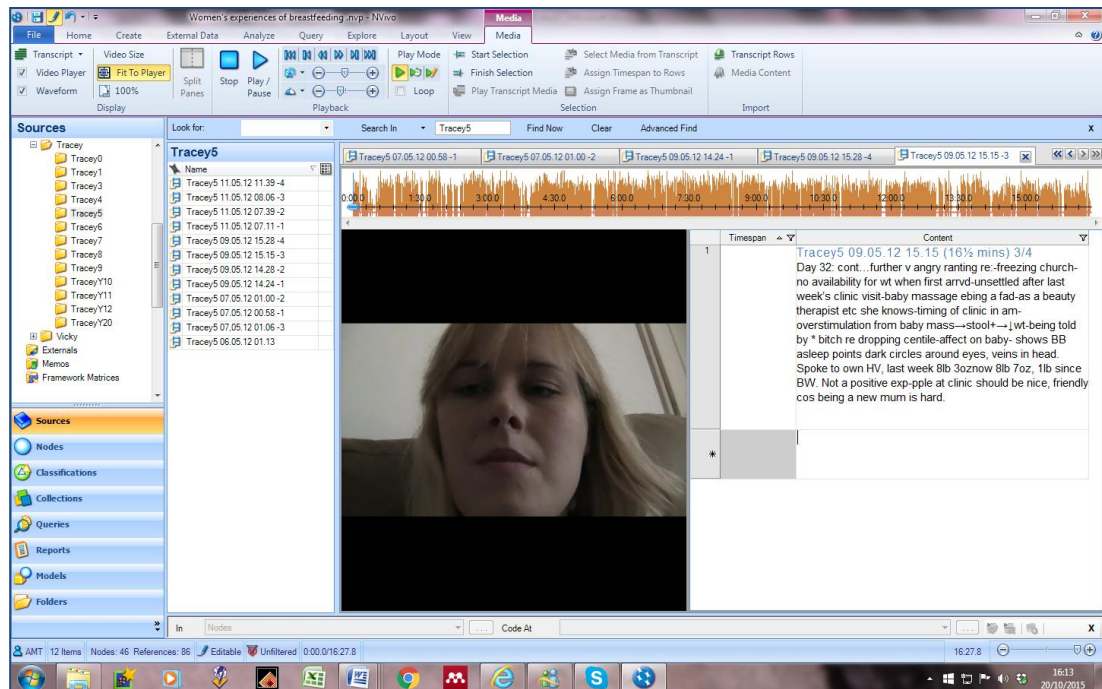 Women's experiences of breastfeeding .nvp - NVivo
Media
File Home Create External Data Analyze Query Explore Layout View Media
Transcript Video Size Split Panes Stop Play / Pause Play Mode Start Selection Select Media from Transcript Transcript Rows
Video Player Fit To Player Finish Selection Assign Timespan to Rows Media Content
Waveform 100% Loop Play Transcript Media Assign Frame as Thumbnail
Display Playback Selection Import
Sources
Look for: Search In Tracey5 Find Now Clear Advanced Find x
Tracey
Tracey0
Tracey1
Tracey3
Tracey4
Tracey5
Tracey6
Tracey7
Tracey8
Tracey9
TraceyY10
TraceyY11
TraceyY12
TraceyY20
Vicky
Externals
Memos
Framework Matrices
Sources
Nodes
Classifications
Collections
Queries
Reports
Models
Folders
Tracey5
Name
Tracey5 11.05.12 11.39 -4
Tracey5 11.05.12 08.06 -3
Tracey5 11.05.12 07.39 -2
Tracey5 11.05.12 07.11 -1
Tracey5 09.05.12 15.28 -4
Tracey5 09.05.12 15.15 -3
Tracey5 09.05.12 14.28 -2
Tracey5 09.05.12 14.24 -1
Tracey5 07.05.12 01.00 -2
Tracey5 07.05.12 00.58 -1
Tracey5 07.05.12 01.06 -3
Tracey5 06.05.12 01.13
Tracey5 07.05.12 00.58 -1 Tracey5 07.05.12 01.00 -2 Tracey5 09.05.12 14.24 -1 Tracey5 09.05.12 15.28 -4 Tracey5 09.05.12 15.15 -3
0:00.0 1:30.0 3:00.0 4:30.0 6:00.0 7:30.0 9:00.0 10:30.0 12:00.0 13:30.0 15:00.0
Timespan Content
1 Tracey5 09.05.12 15.15 (16½ mins) 3/4
Day 32: cont…further v angry ranting re:-freezing church-
no availability for wt when first arrvd-unsettled after last
week's clinic visit-baby massage ebing a fad-as a beauty
therapist etc she knows-timing of clinic in am-
overstimulation from baby mass→stool+→↓wt-being told
by * bitch re dropping centile-affect on baby- shows BB
asleep points dark circles around eyes, veins in head.
Spoke to own HV, last week 8lb 3oznow 8lb 7oz, 1lb since
BW. Not a positive exp-pple at clinic should be nice, friendly
cos being a new mum is hard.
*
In Nodes ... Code At ... x
AMT 12 Items Nodes: 46 References: 86 Editable Unfiltered 0:00.0/16:27.8 16:27.8
16:13
20/10/2015